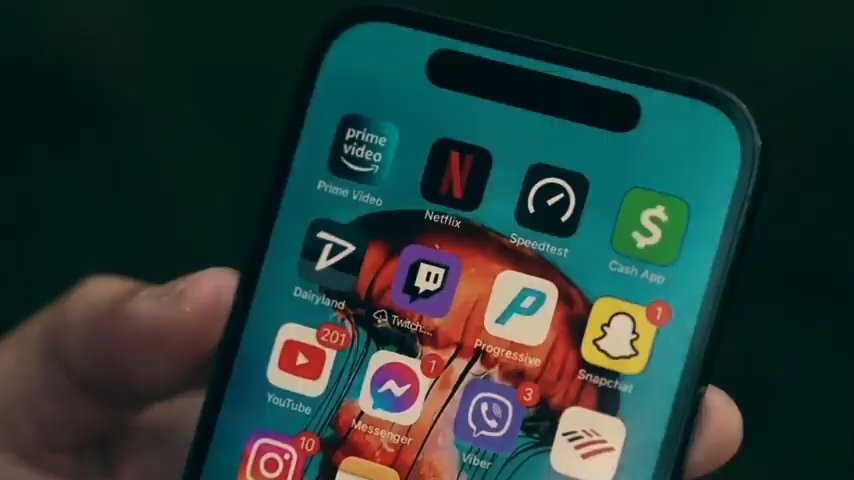 prime
video
Prime Video
N
Netflix
Speedtest
$
Cash App
D
Dairyland
Twitch:...
P
Progressive
1
Snapchat
201
YouTube
1
Messenger
3
Viber
10